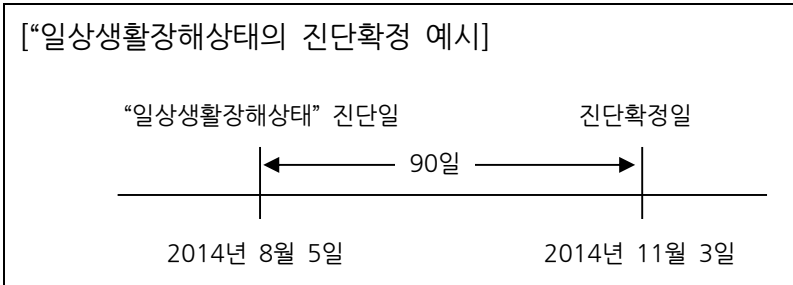 [“일상생활장해상태의 진단확정 예시]
“일상생활장해상태” 진단일 진단확정일
90일
2014년 8월 5일 2014년 11월 3일